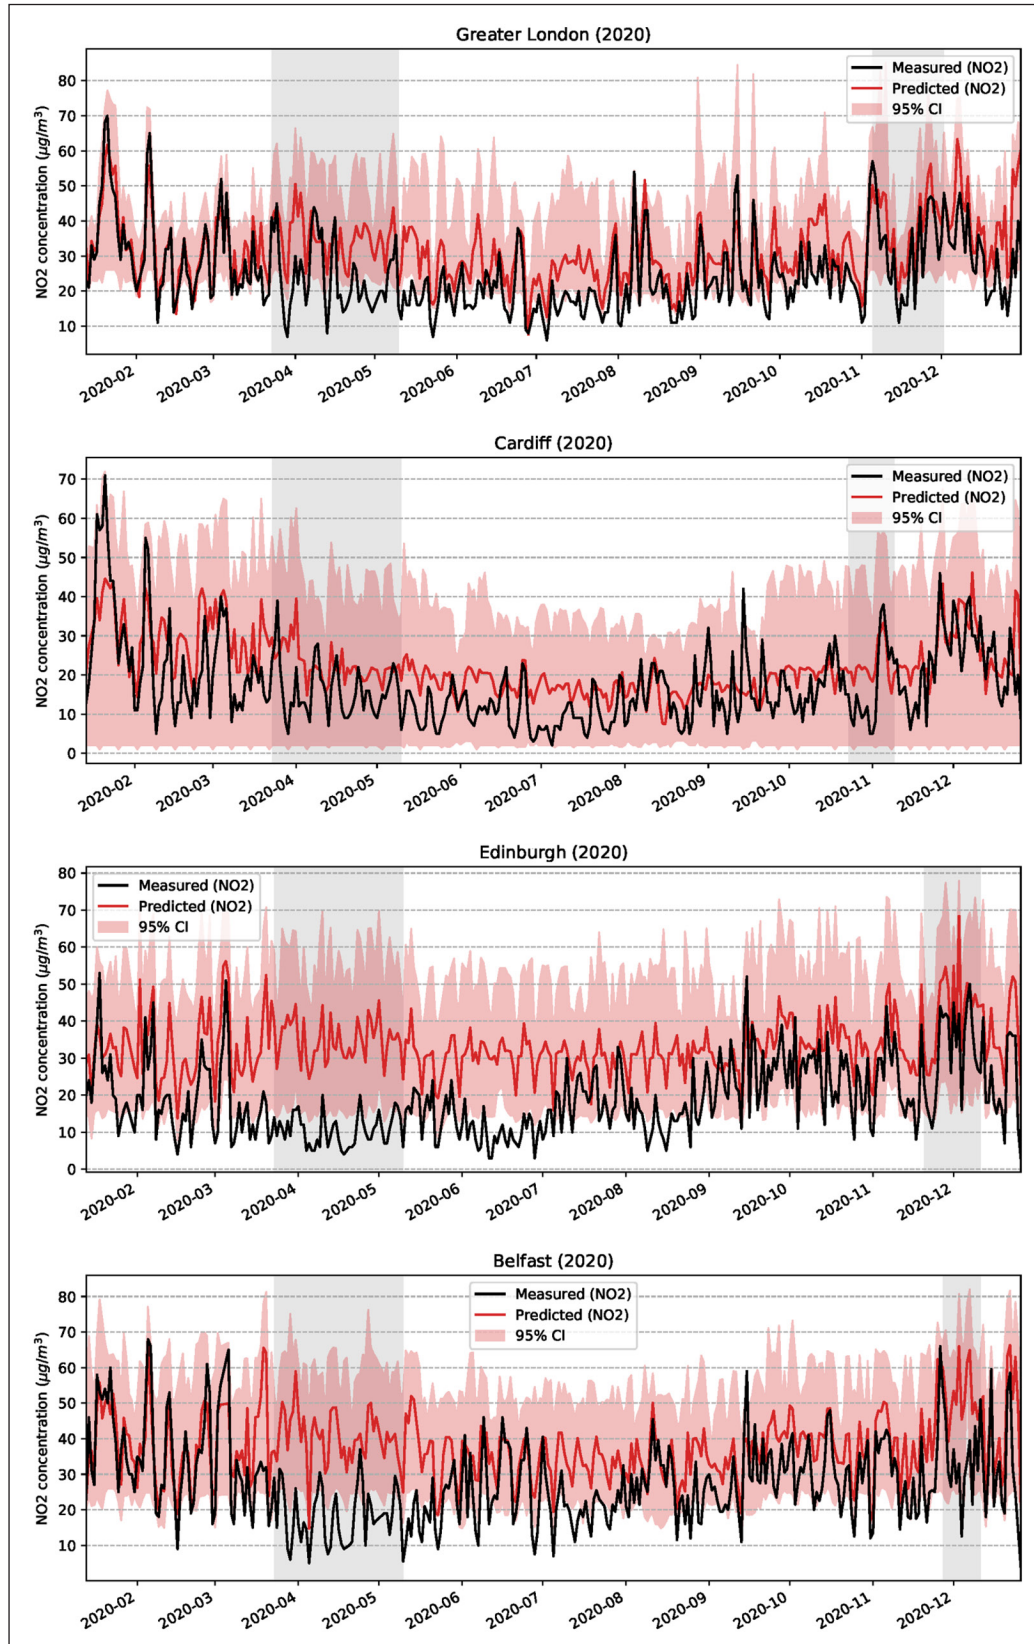 Greater London (2020)
Measured (NO2)
Predicted (NO2)
95% CI
NO2 concentration (μg/m³)
80
70
60
50
40
30
20
10
2020-02 2020-03 2020-04 2020-05 2020-06 2020-07 2020-08 2020-09 2020-10 2020-11 2020-12
Cardiff (2020)
Measured (NO2)
Predicted (NO2)
95% CI
NO2 concentration (μg/m³)
70
60
50
40
30
20
10
0
2020-02 2020-03 2020-04 2020-05 2020-06 2020-07 2020-08 2020-09 2020-10 2020-11 2020-12
Edinburgh (2020)
Measured (NO2)
Predicted (NO2)
95% CI
NO2 concentration (μg/m³)
80
70
60
50
40
30
20
10
0
2020-02 2020-03 2020-04 2020-05 2020-06 2020-07 2020-08 2020-09 2020-10 2020-11 2020-12
Belfast (2020)
Measured (NO2)
Predicted (NO2)
95% CI
NO2 concentration (μg/m³)
80
70
60
50
40
30
20
10
2020-02 2020-03 2020-04 2020-05 2020-06 2020-07 2020-08 2020-09 2020-10 2020-11 2020-12